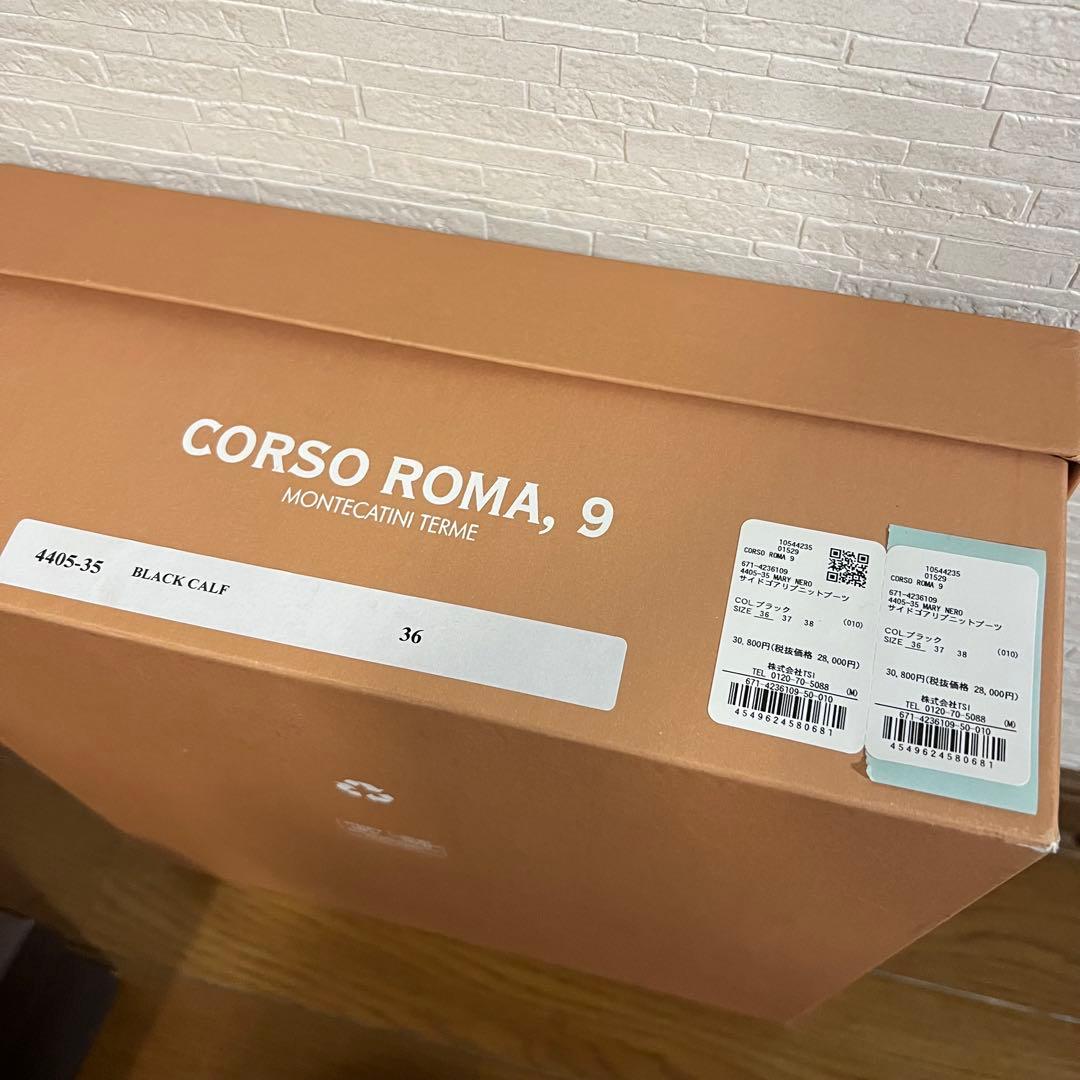 CORSO ROMA, 9
MONTECATINI TERME
4405-35 BLACK CALF
36
10544235
01529
CORSO ROMA 9
671-4236109
4405-35 MARY NERO
サイドゴアリブニットブーツ
COL.ブラック
SIZE 36 37 38 (010)
30,800円(税抜価格 28,000円)
株式会社TSI
TEL 0120-70-5088 (M)
671-4236109-50-010
4549624580681
10544235
01529
CORSO ROMA 9
671-4236109
4405-35 MARY NERO
サイドゴアリブニットブーツ
COL.ブラック
SIZE 36 37 38 (010)
30,800円(税抜価格 28,000円)
株式会社TSI
TEL 0120-70-5088 (M)
671-4236109-50-010
4549624580681